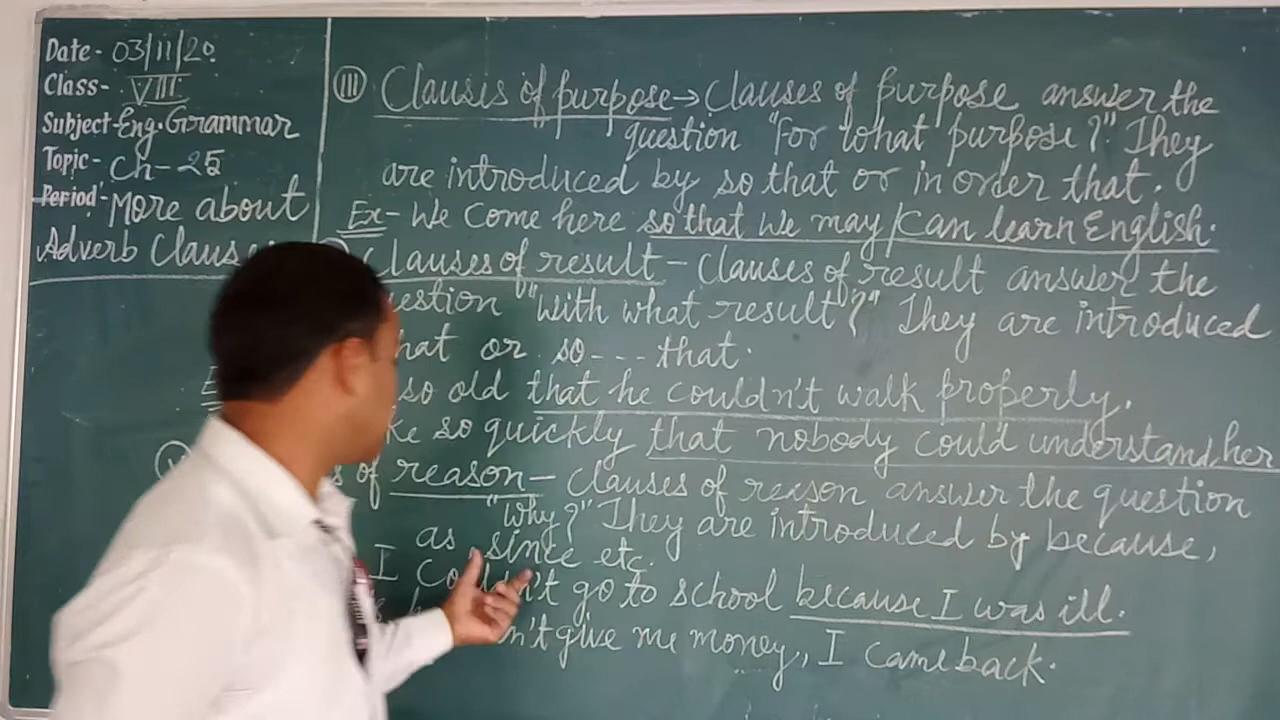 Date- 03/11/20
Class- VIII
Subject- Eng. Grammar
Topic- Ch-25
Period- More about
Adverb Clause
III Clauses of purpose→ Clauses of purpose answer the
question "for what purpose?" They
are introduced by so that or in order that.
Ex- We come here so that we may/can learn English.
Clauses of result - Clauses of result answer the
"with what result"?" They are introduced
or so---that.
so old that he couldn't walk properly.
so quickly that nobody could understand her
of reason- clauses of reason answer the question
"Why?" They are introduced by because,
as since etc.
I couldn't go to school because I was ill.
give me money, I came back.